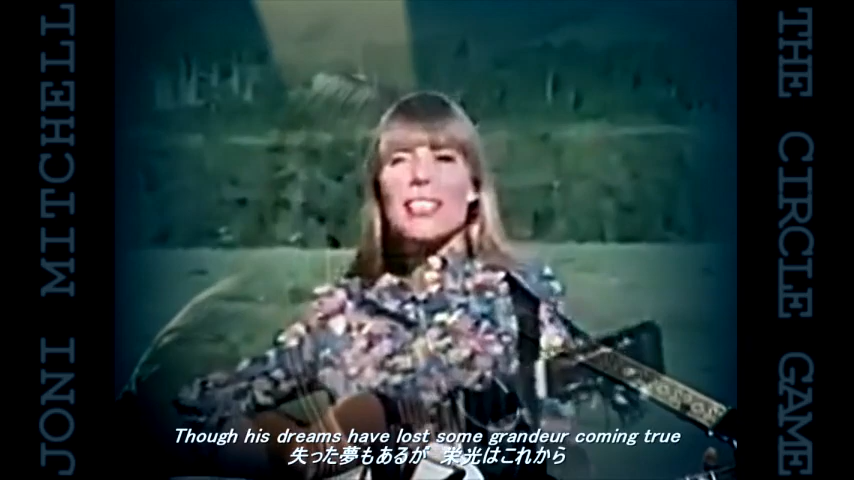 JONI MITCHELL
THE CIRCLE GAME
Though his dreams have lost some grandeur coming true
失った夢もあるが 栄光はこれから